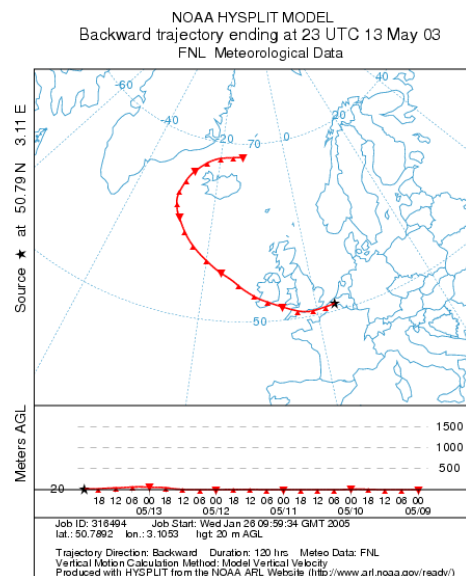 NOAA HYSPLIT MODEL
Backward trajectory ending at 23 UTC 13 May 03
FNL Meteorological Data
Source ★ at 50.79 N 3.11 E
-60
-40
-20
70
0
20
50
Meters AGL
1500
1000
500
20
18 12 06 00 18 12 06 00 18 12 06 00 18 12 06 00 18 12 06 00
05/13 05/12 05/11 05/10 05/09
Job ID: 316494 Job Start: Wed Jan 26 09:59:34 GMT 2005
lat.: 50.7892 lon.: 3.1053 hgt: 20 m AGL
Trajectory Direction: Backward Duration: 120 hrs Meteo Data: FNL
Vertical Motion Calculation Method: Model Vertical Velocity
Produced with HYSPLIT from the NOAA ARL Website (http://www.arl.noaa.gov/ready/)